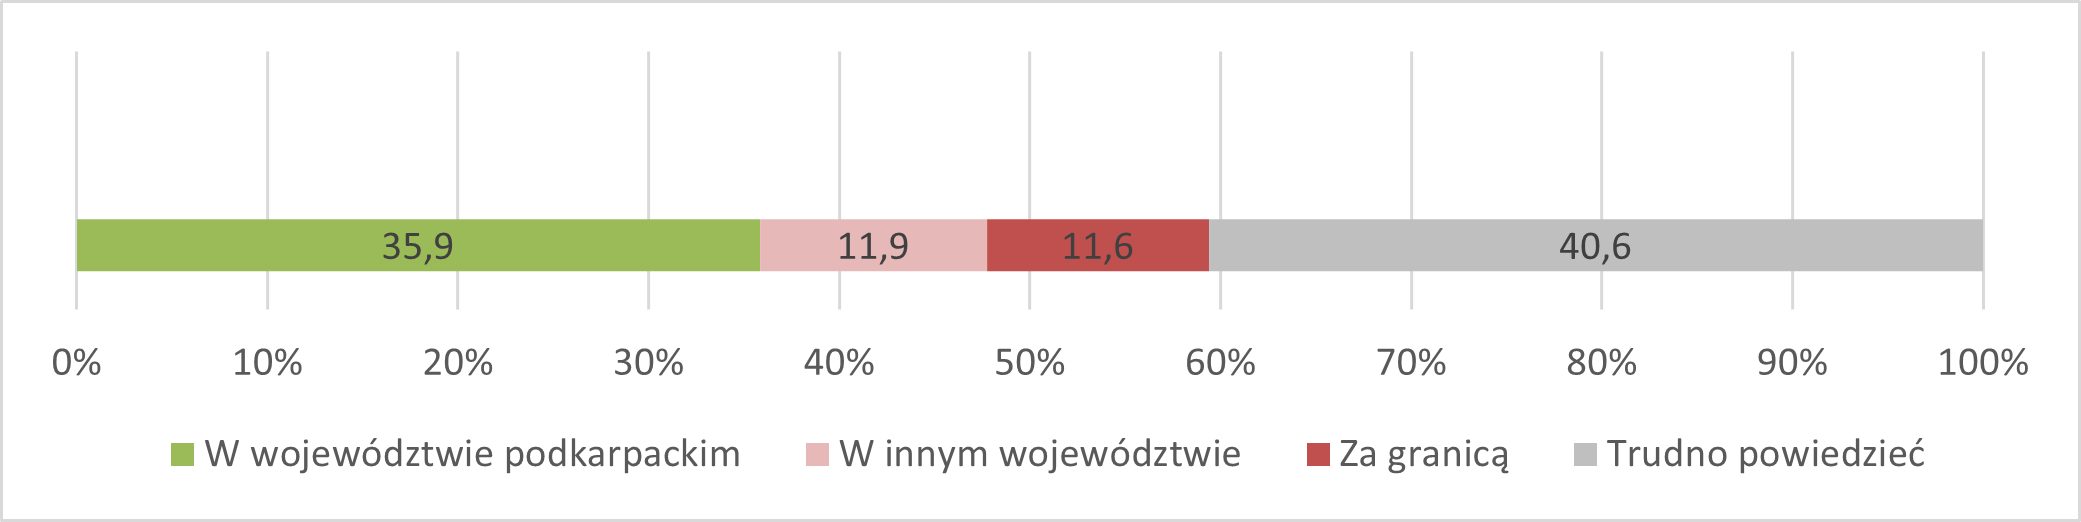 35,9 11,9 11,6 40,6
0% 10% 20% 30% 40% 50% 60% 70% 80% 90% 100%
W województwie podkarpackim W innym województwie Za granicą Trudno powiedzieć